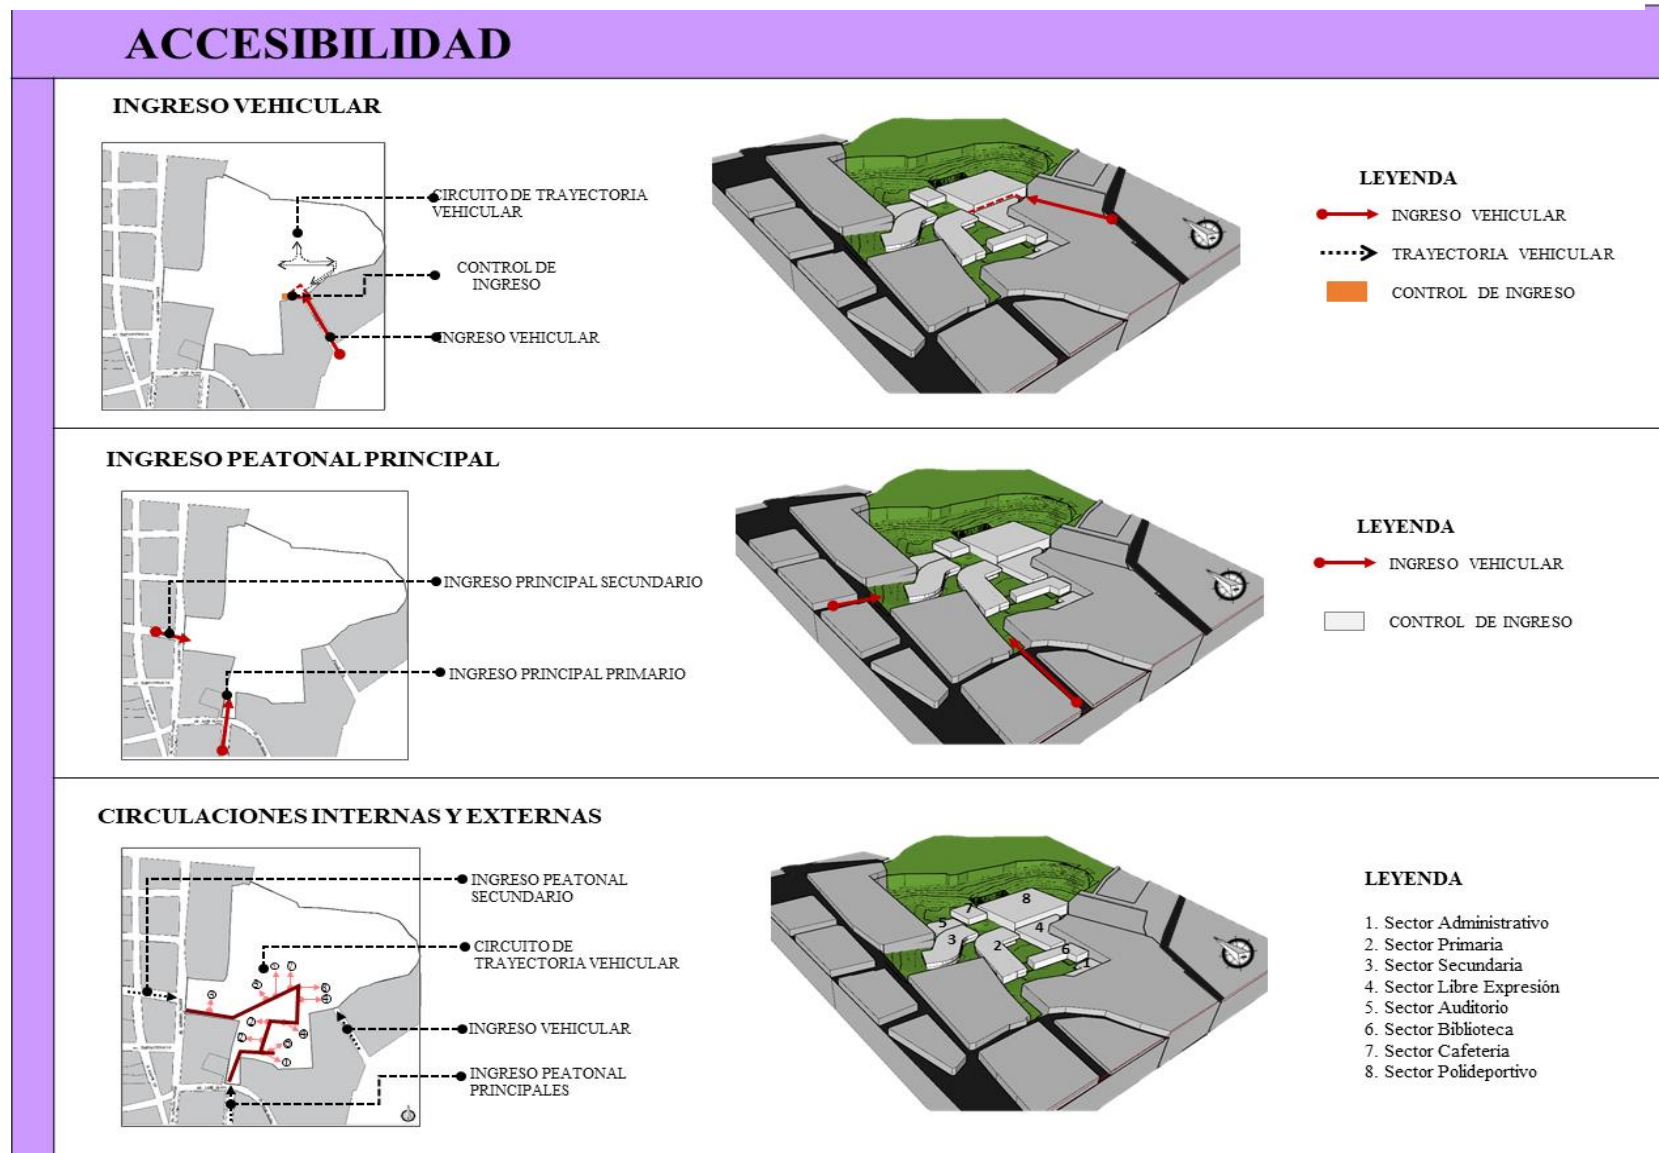 ACCESIBILIDAD
INGRESO VEHICULAR
CIRCUITO DE TRAYECTORIA
VEHICULAR
CONTROL DE
INGRESO
INGRESO VEHICULAR
LEYENDA
INGRESO VEHICULAR
TRAYECTORIA VEHICULAR
CONTROL DE INGRESO
INGRESO PEATONAL PRINCIPAL
INGRESO PRINCIPAL SECUNDARIO
INGRESO PRINCIPAL PRIMARIO
LEYENDA
INGRESO VEHICULAR
CONTROL DE INGRESO
CIRCULACIONES INTERNAS Y EXTERNAS
INGRESO PEATONAL
SECUNDARIO
CIRCUITO DE
TRAYECTORIA VEHICULAR
INGRESO VEHICULAR
INGRESO PEATONAL
PRINCIPALES
8
7
5
4
3
2
6
1
LEYENDA
1. Sector Administrativo
2. Sector Primaria
3. Sector Secundaria
4. Sector Libre Expresión
5. Sector Auditorio
6. Sector Biblioteca
7. Sector Cafeteria
8. Sector Polideportivo